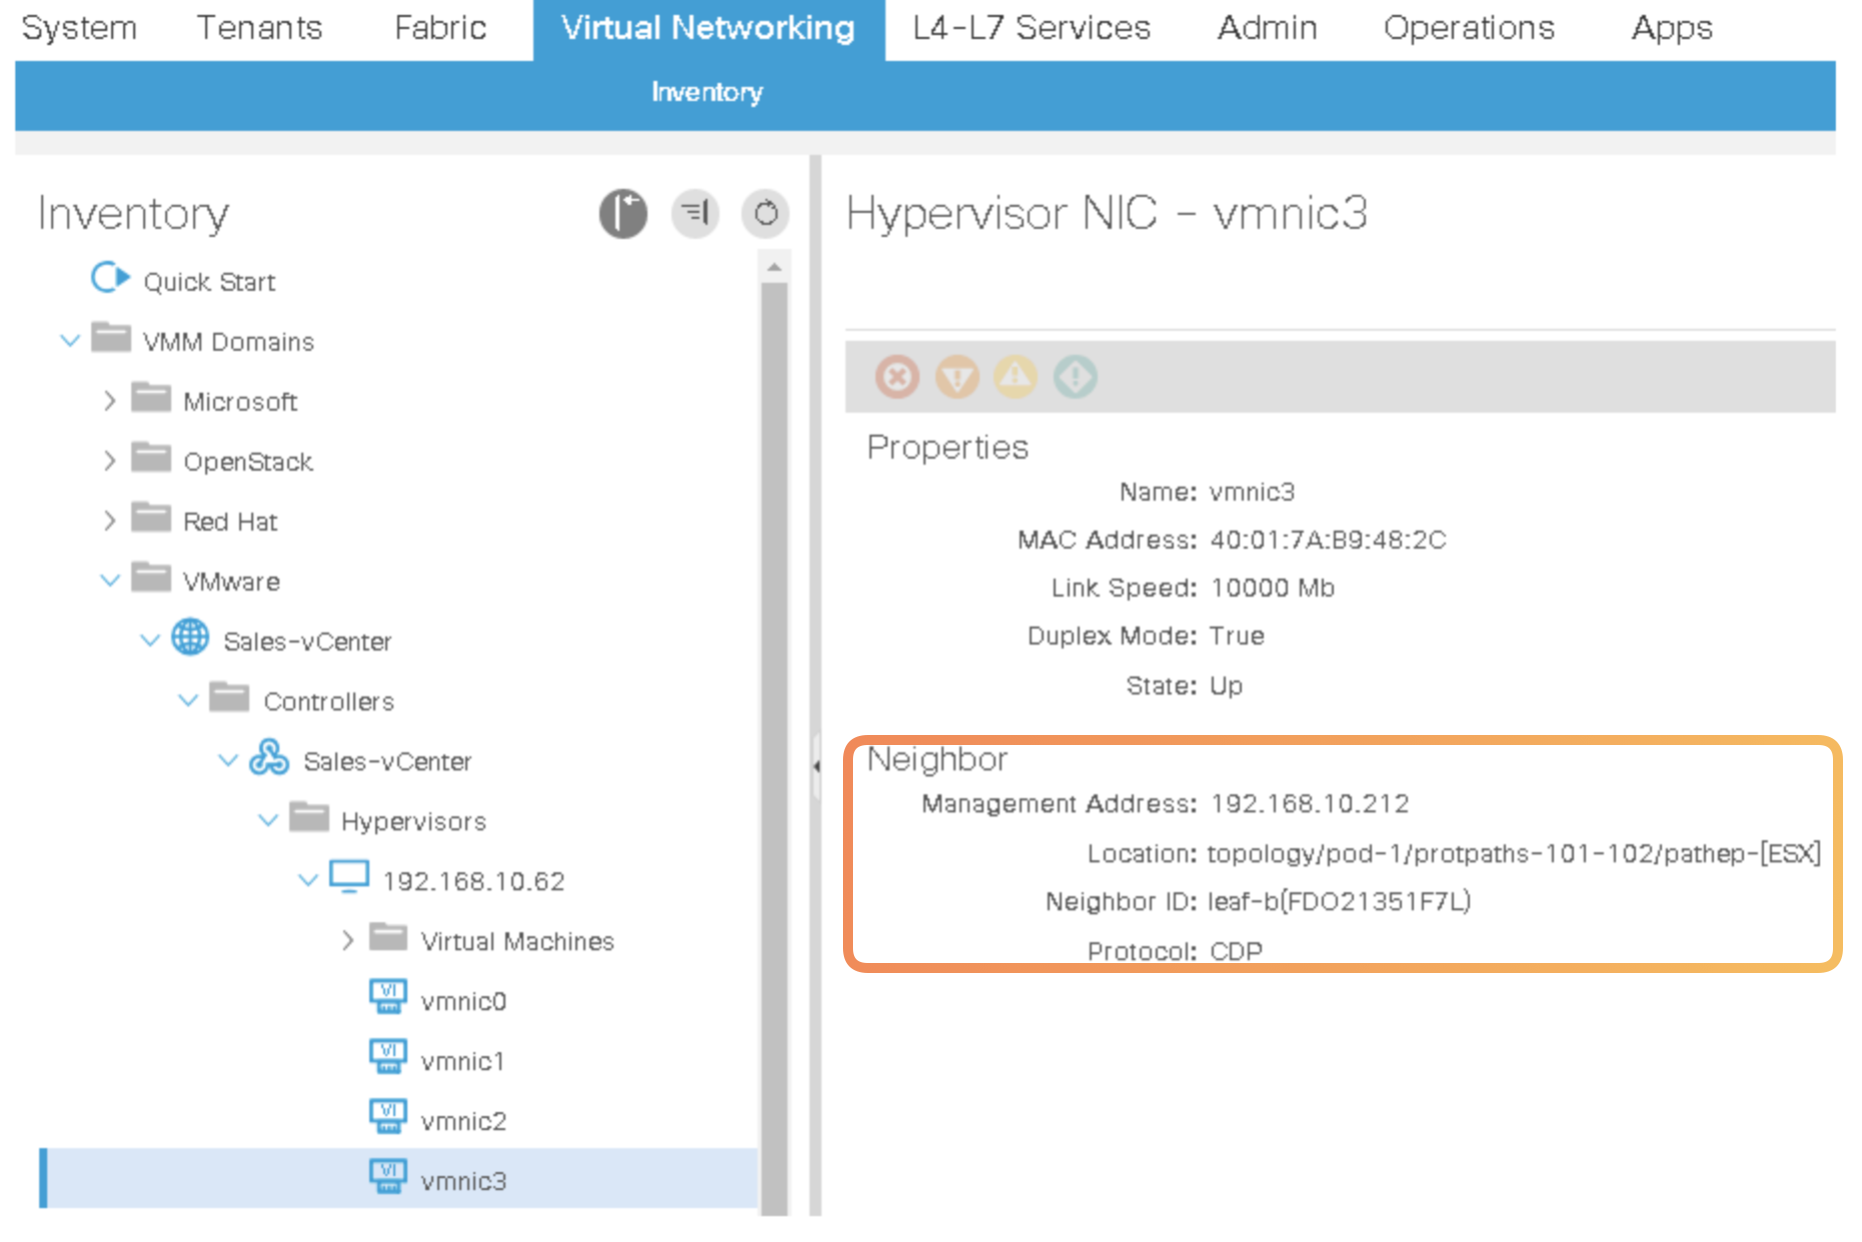 System Tenants Fabric Virtual Networking L4-L7 Services Admin Operations Apps
Inventory
Inventory
Quick Start
VMM Domains
Microsoft
OpenStack
Red Hat
VMware
Sales-vCenter
Controllers
Sales-vCenter
Hypervisors
192.168.10.62
Virtual Machines
vmnic0
vmnic1
vmnic2
vmnic3
Hypervisor NIC - vmnic3
Properties
Name: vmnic3
MAC Address: 40:01:7A:B9:48:2C
Link Speed: 10000 Mb
Duplex Mode: True
State: Up
Neighbor
Management Address: 192.168.10.212
Location: topology/pod-1/protpaths-101-102/pathep-[ESX]
Neighbor ID: leaf-b(FDO21351F7L)
Protocol: CDP